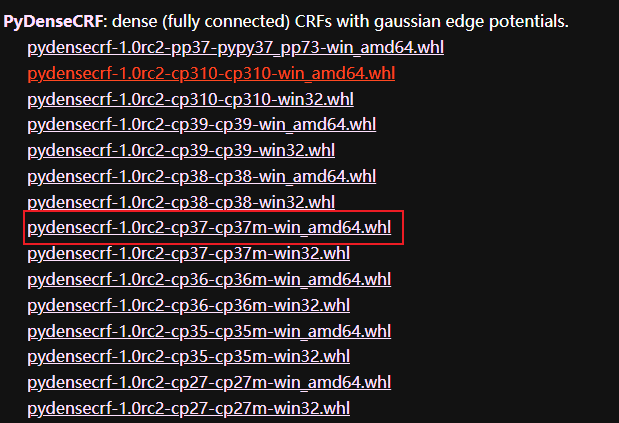 PyDenseCRF: dense (fully connected) CRFs with gaussian edge potentials.
pydensecrf-1.0rc2-pp37-pypy37_pp73-win_amd64.whl
pydensecrf-1.0rc2-cp310-cp310-win_amd64.whl
pydensecrf-1.0rc2-cp310-cp310-win32.whl
pydensecrf-1.0rc2-cp39-cp39-win_amd64.whl
pydensecrf-1.0rc2-cp39-cp39-win32.whl
pydensecrf-1.0rc2-cp38-cp38-win_amd64.whl
pydensecrf-1.0rc2-cp38-cp38-win32.whl
pydensecrf-1.0rc2-cp37-cp37m-win_amd64.whl
pydensecrf-1.0rc2-cp37-cp37m-win32.whl
pydensecrf-1.0rc2-cp36-cp36m-win_amd64.whl
pydensecrf-1.0rc2-cp36-cp36m-win32.whl
pydensecrf-1.0rc2-cp35-cp35m-win_amd64.whl
pydensecrf-1.0rc2-cp35-cp35m-win32.whl
pydensecrf-1.0rc2-cp27-cp27m-win_amd64.whl
pydensecrf-1.0rc2-cp27-cp27m-win32.whl